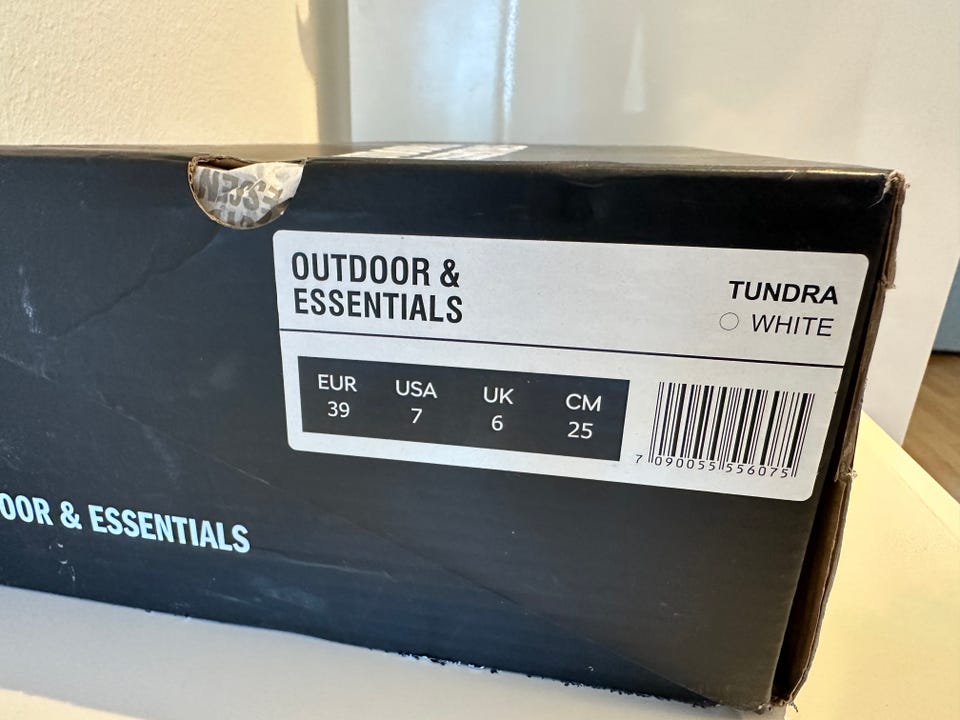 OUTDOOR &
ESSENTIALS
TUNDRA
WHITE
EUR USA UK CM
39 7 6 25
7 090055 556075
OOR & ESSENTIALS